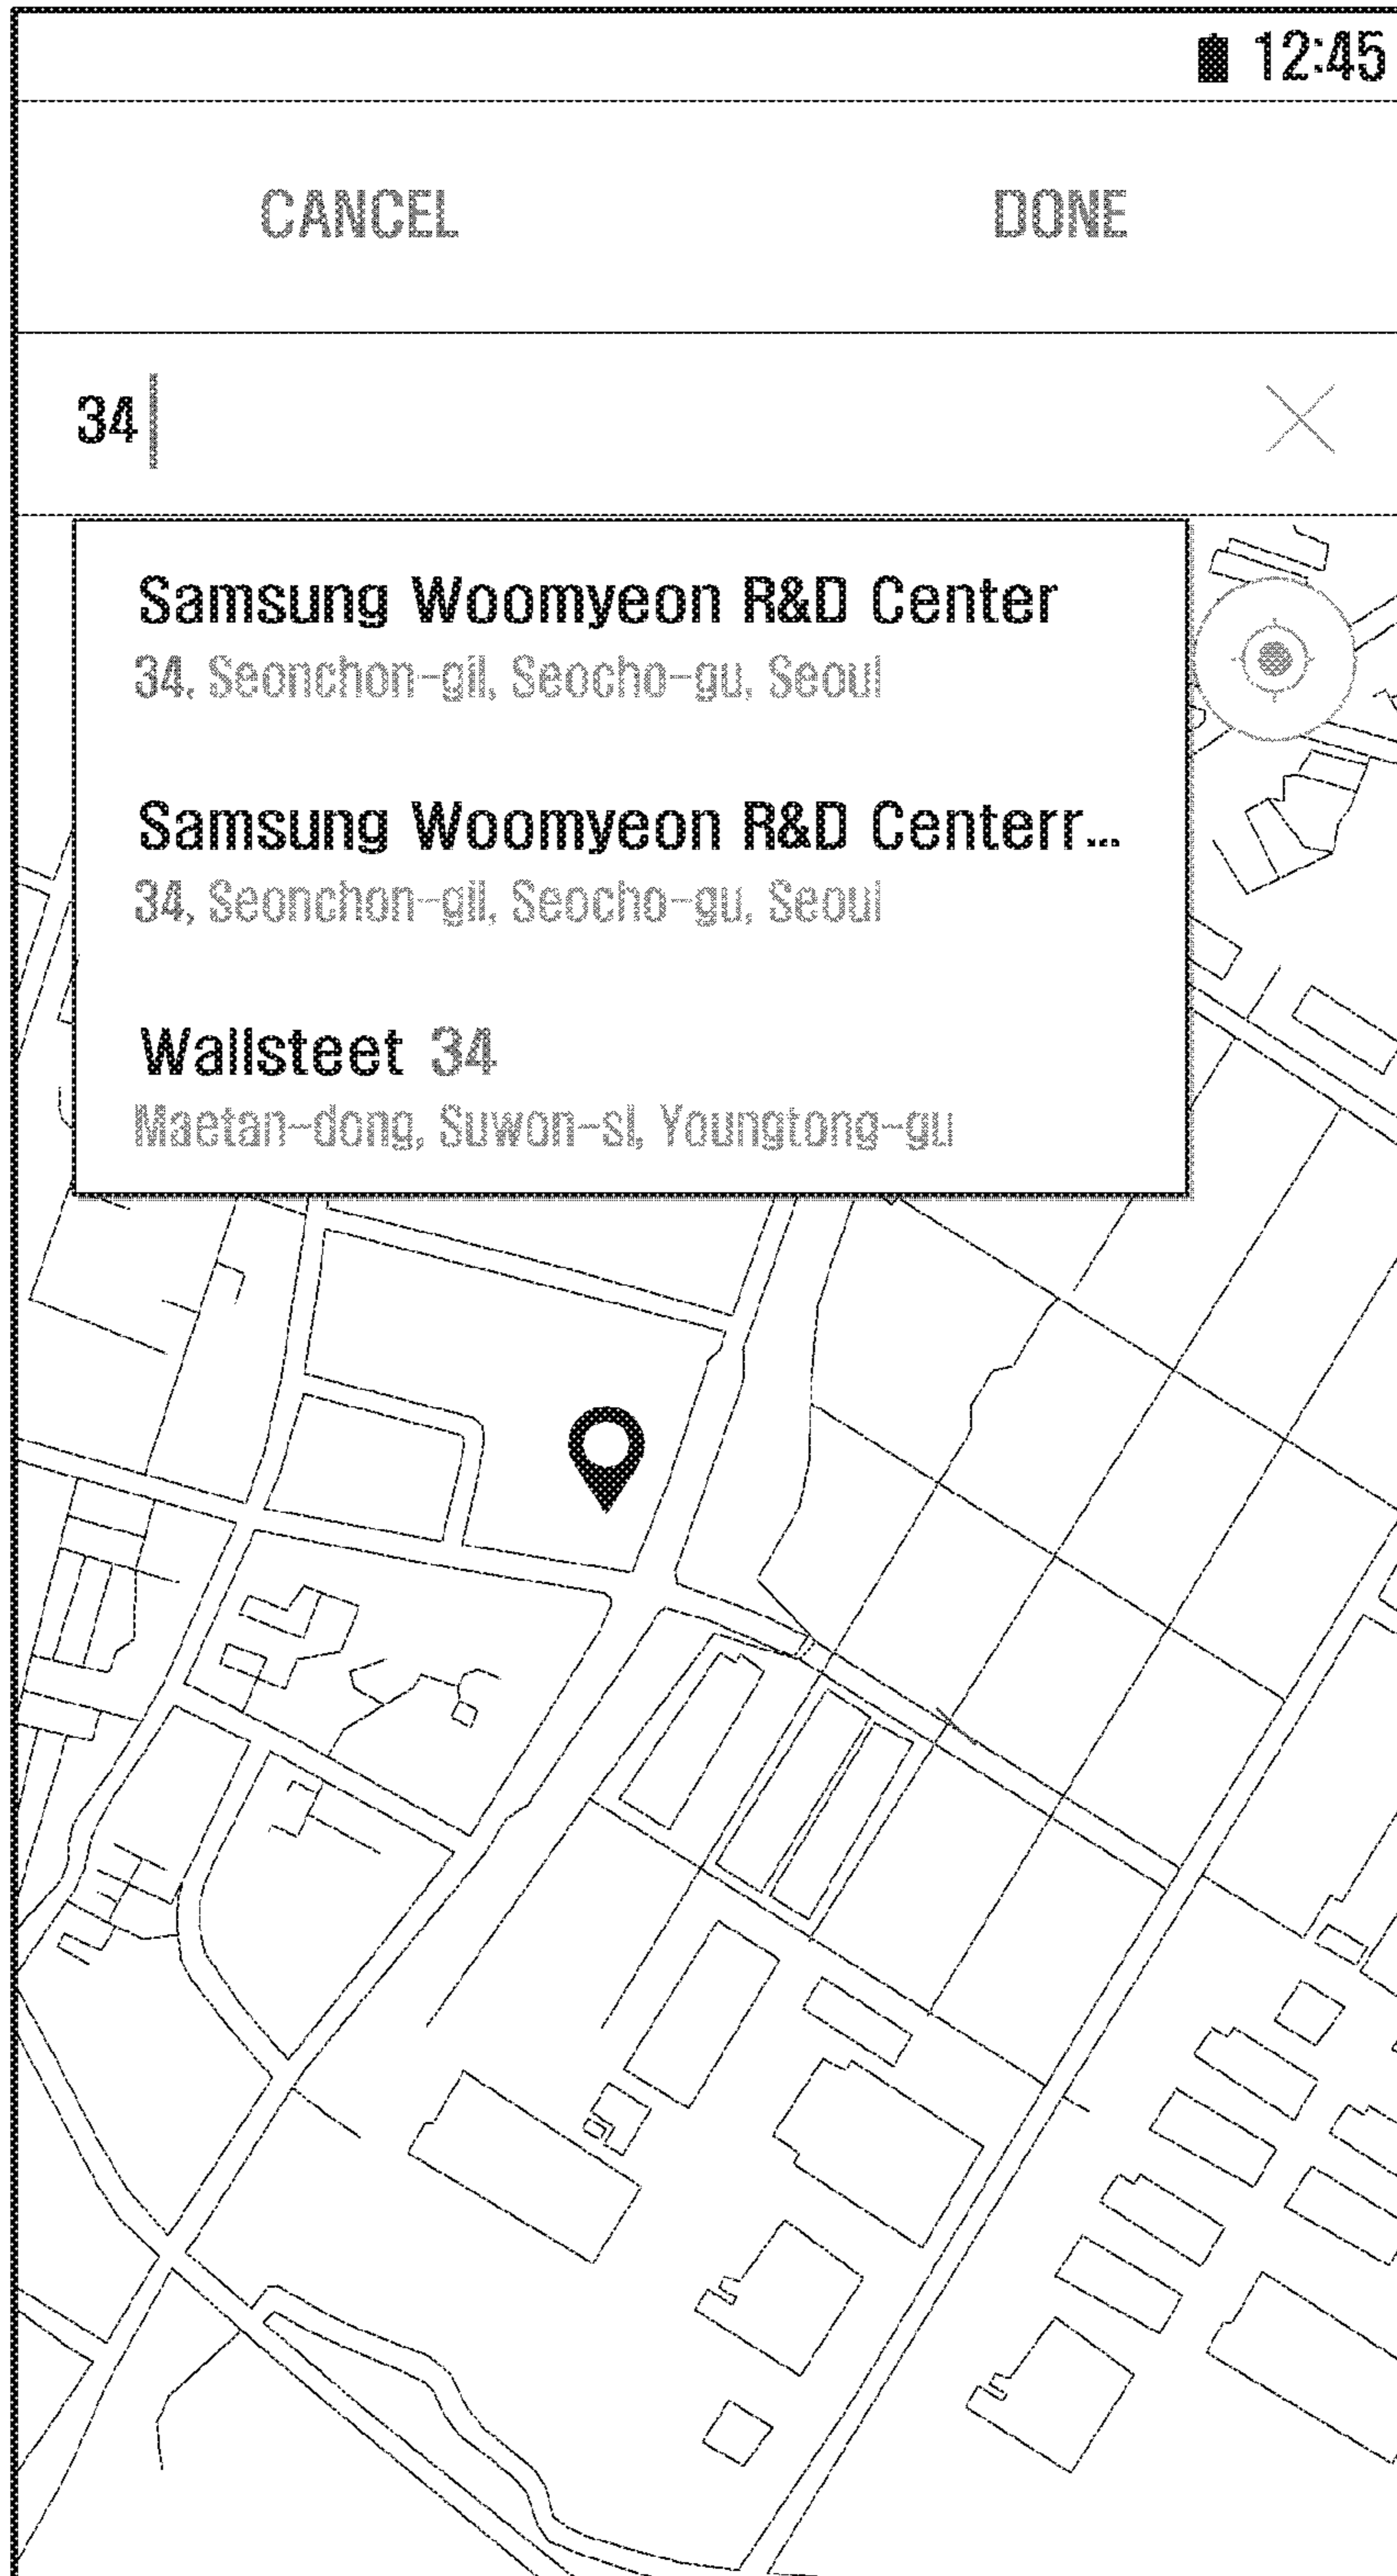 12:45
CANCEL DONE
34
Samsung Woomyeon R&D Center
34, Seonchon-gil, Seocho-gu, Seoul
Samsung Woomyeon R&D Centerr...
34, Seonchon-gil, Seocho-gu, Seoul
Wallsteet 34
Maetan-dong, Suwon-si, Youngtong-gu